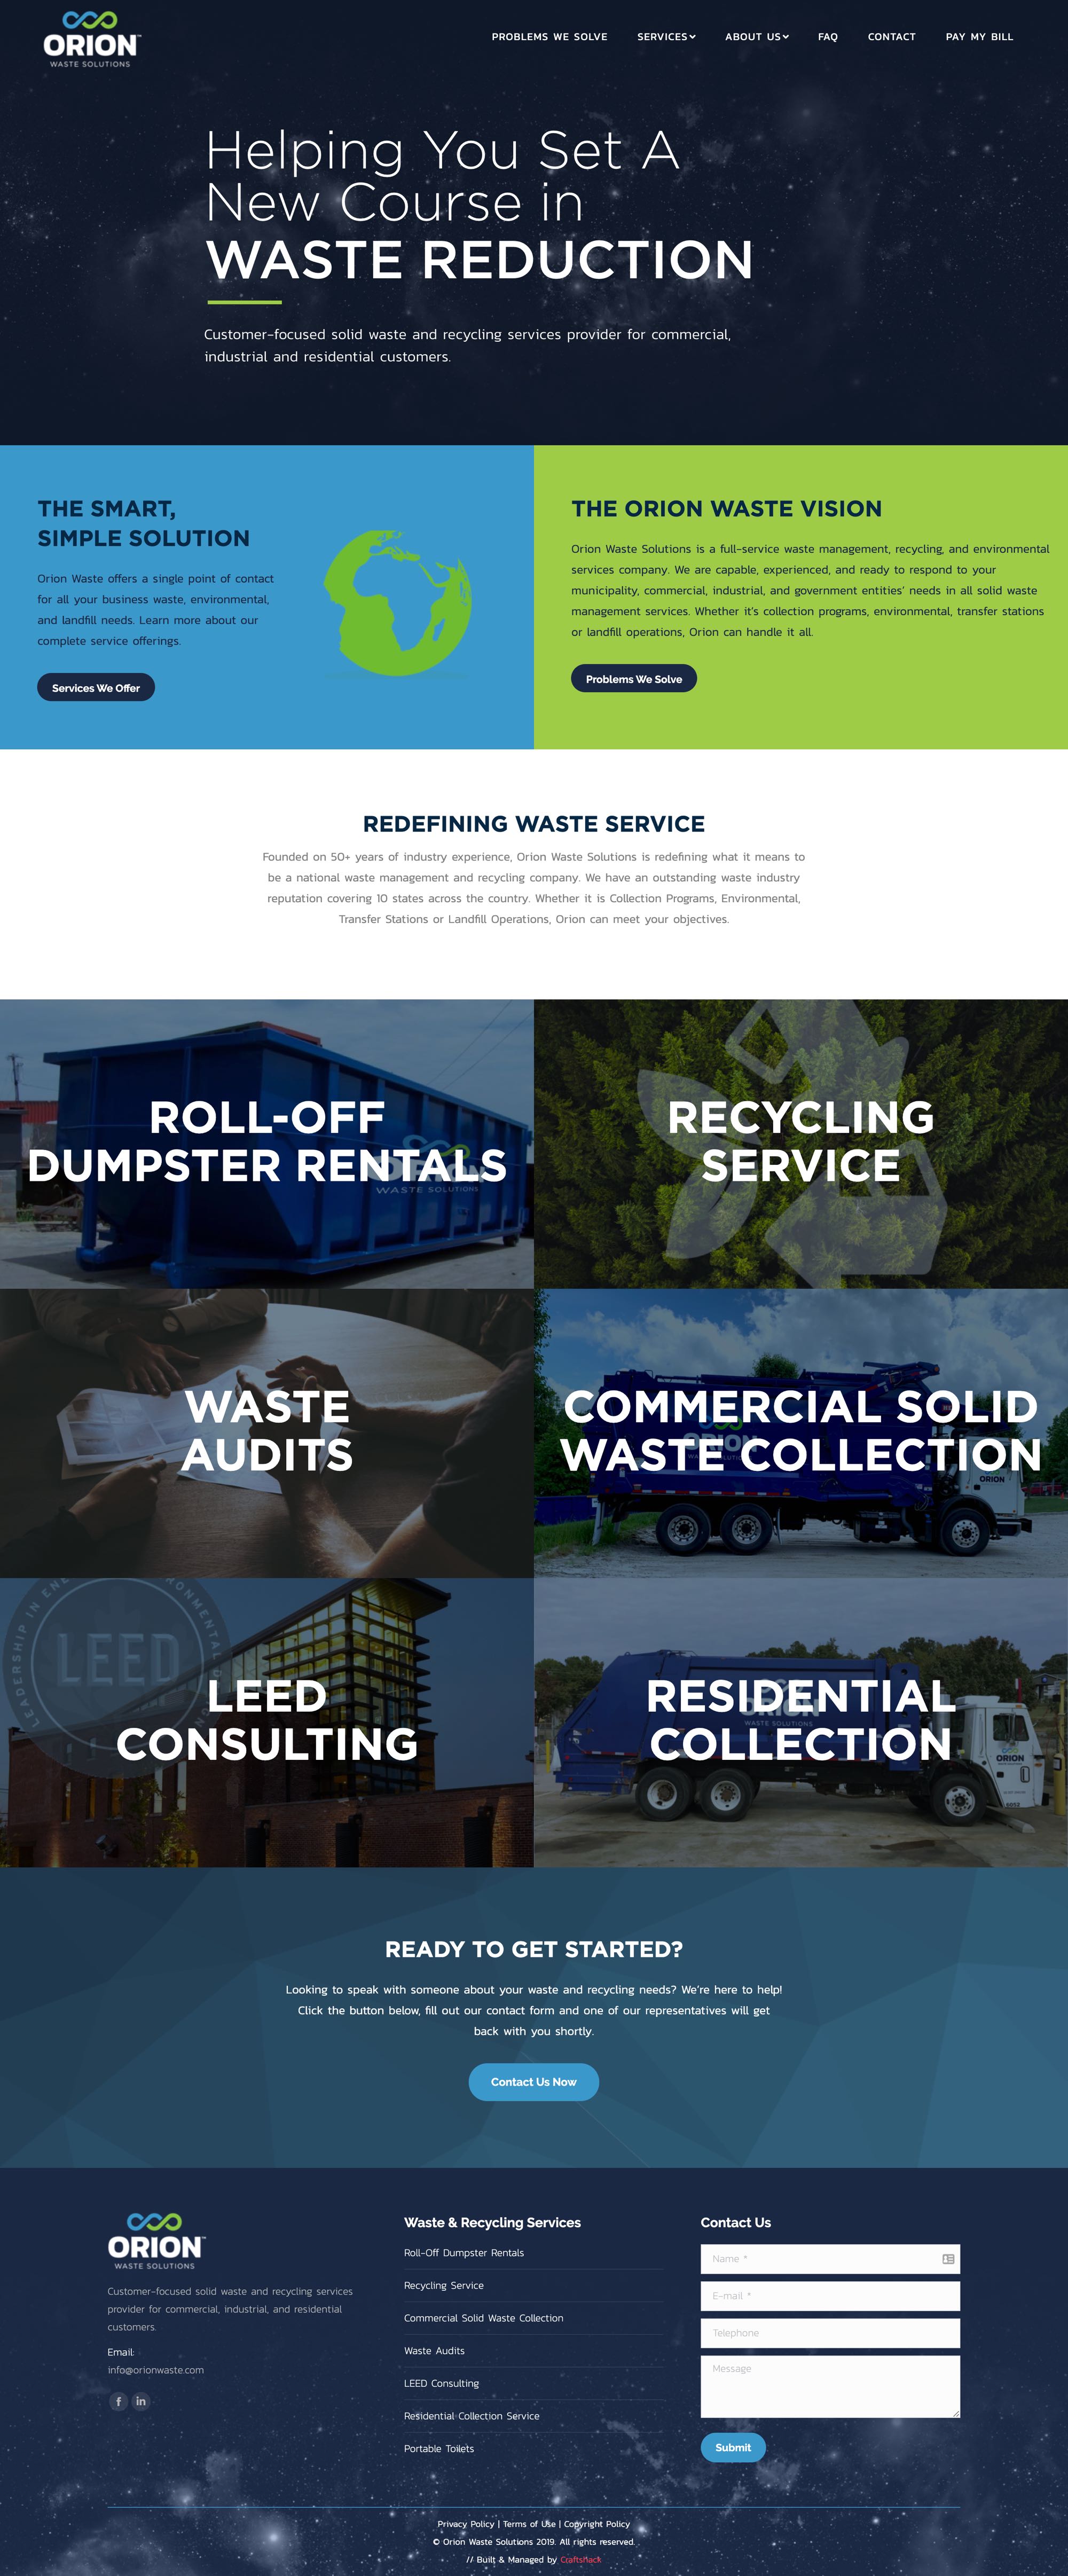 ORION™
WASTE SOLUTIONS
PROBLEMS WE SOLVE
SERVICES
ABOUT US
FAQ
CONTACT
PAY MY BILL
Helping You Set A
New Course in
WASTE REDUCTION
Customer-focused solid waste and recycling services provider for commercial,
industrial and residential customers.
THE SMART,
SIMPLE SOLUTION
Orion Waste offers a single point of contact
for all your business waste, environmental,
and landfill needs. Learn more about our
complete service offerings.
Services We Offer
THE ORION WASTE VISION
Orion Waste Solutions is a full-service waste management, recycling, and environmental
services company. We are capable, experienced, and ready to respond to your
municipality, commercial, industrial, and government entities’ needs in all solid waste
management services. Whether it’s collection programs, environmental, transfer stations
or landfill operations, Orion can handle it all.
Problems We Solve
REDEFINING WASTE SERVICE
Founded on 50+ years of industry experience, Orion Waste Solutions is redefining what it means to
be a national waste management and recycling company. We have an outstanding waste industry
reputation covering 10 states across the country. Whether it is Collection Programs, Environmental,
Transfer Stations or Landfill Operations, Orion can meet your objectives.
ROLL-OFF
DUMPSTER RENTALS
ORION
WASTE SOLUTIONS
RECYCLING
SERVICE
WASTE
AUDITS
COMMERCIAL SOLID
WASTE COLLECTION
ORION
ORION
LEADERSHIP IN
LEED
LEED
CONSULTING
RESIDENTIAL
COLLECTION
ORION
WASTE SOLUTIONS
ORION
6052
READY TO GET STARTED?
Looking to speak with someone about your waste and recycling needs? We’re here to help!
Click the button below, fill out our contact form and one of our representatives will get
back with you shortly.
Contact Us Now
ORION™
WASTE SOLUTIONS
Customer-focused solid waste and recycling services
provider for commercial, industrial, and residential
customers.
Email:
info@orionwaste.com
f in
Waste & Recycling Services
Roll-Off Dumpster Rentals
Recycling Service
Commercial Solid Waste Collection
Waste Audits
LEED Consulting
Residential Collection Service
Portable Toilets
Contact Us
Name *
E-mail *
Telephone
Message
Submit
Privacy Policy | Terms of Use | Copyright Policy
© Orion Waste Solutions 2019. All rights reserved.
// Built & Managed by Craftshack